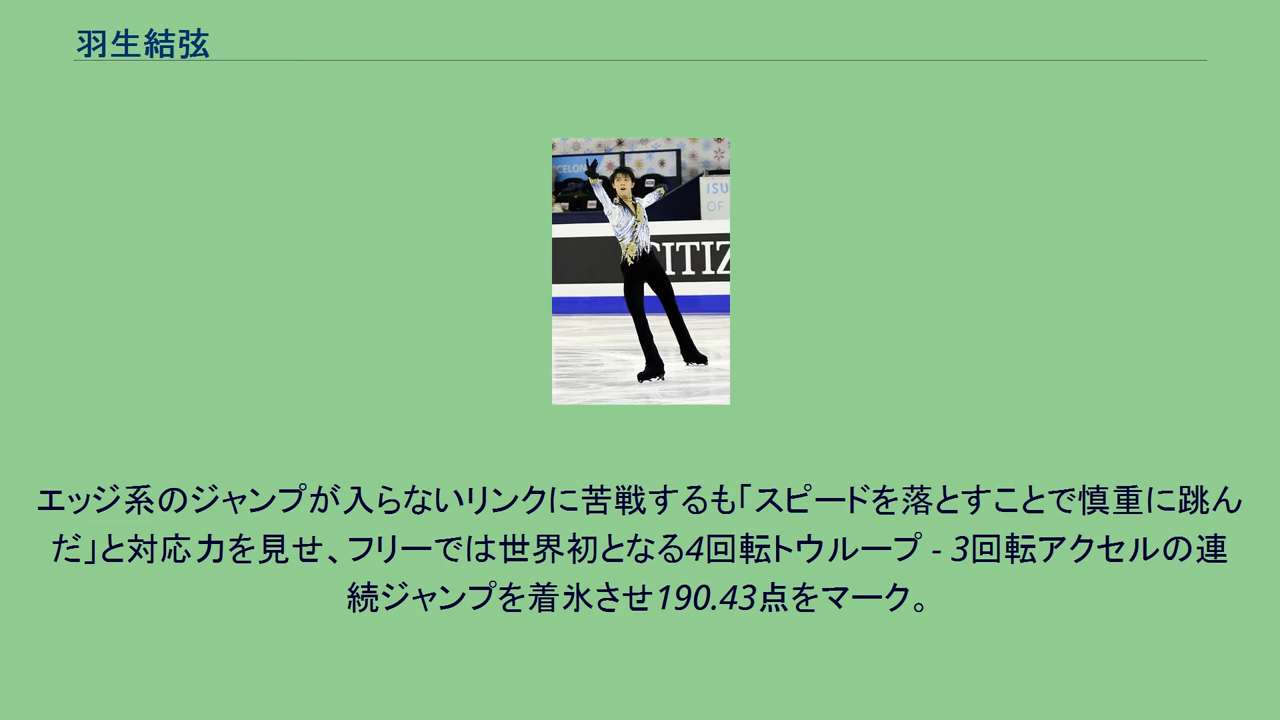 羽生結弦
CELON
ISU
OF
CITIZ
エッジ系のジャンプが入らないリンクに苦戦するも「スピードを落とすことで慎重に跳ん
だ」と対応力を見せ、フリーでは世界初となる4回転トウループ - 3回転アクセルの連
続ジャンプを着氷させ190.43点をマーク。